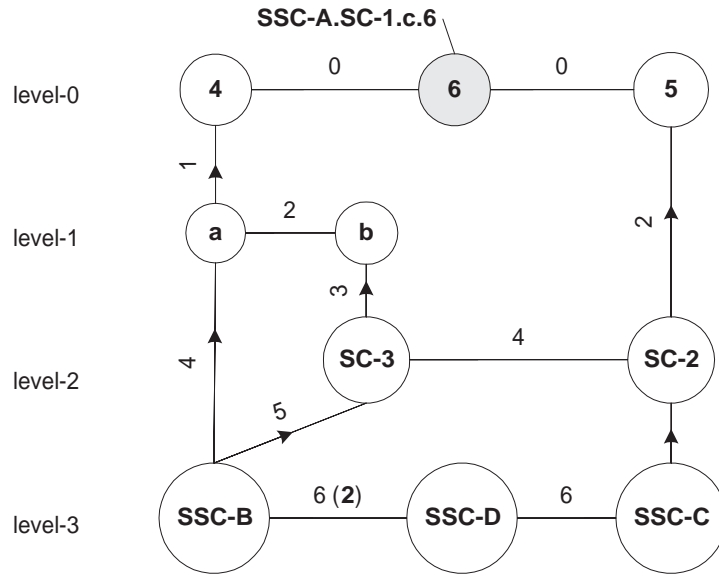 SSC-A.SC-1.c.6
level-0
4
0
6
0
5
1
level-1
a
2
b
2
3
level-2
4
SC-3
4
SC-2
5
level-3
SSC-B
6 (2)
SSC-D
6
SSC-C